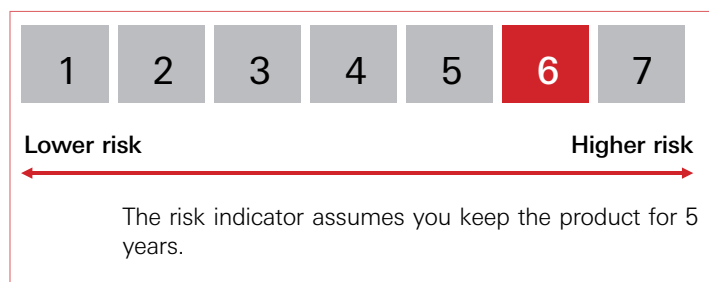 1 2 3 4 5 6 7
Lower risk Higher risk
The risk indicator assumes you keep the product for 5
years.